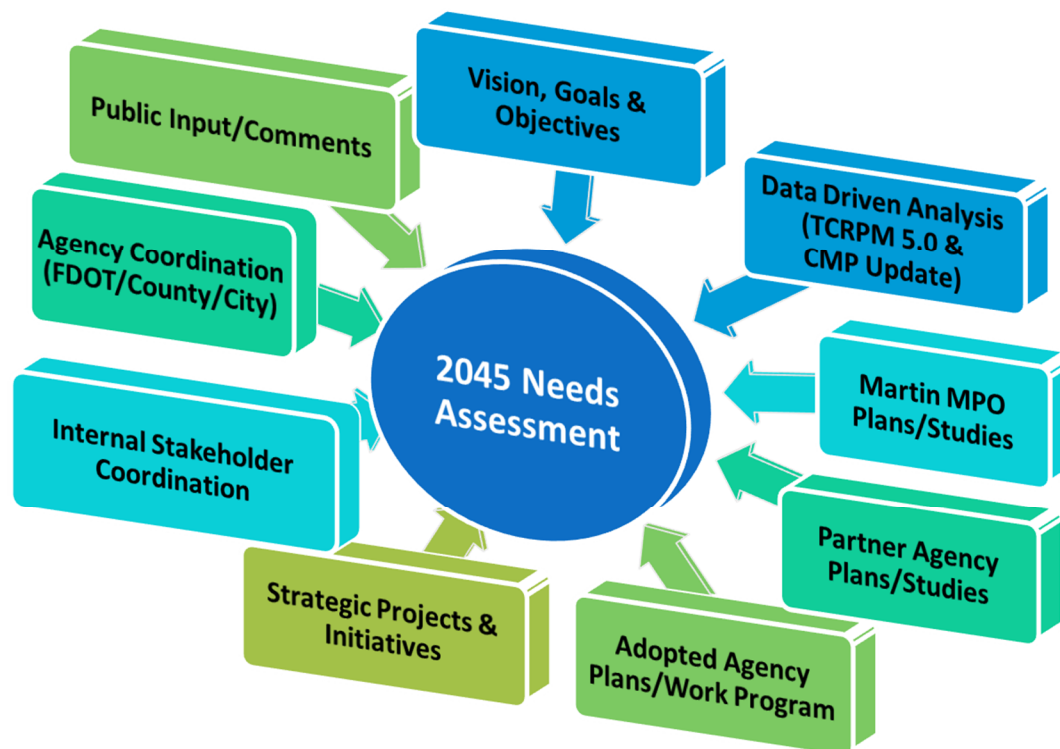 Vision, Goals &
Objectives
Public Input/Comments
Data Driven Analysis
(TCRPM 5.0 &
CMP Update)
Agency Coordination
(FDOT/County/City)
2045 Needs
Assessment
Martin MPO
Plans/Studies
Internal Stakeholder
Coordination
Partner Agency
Plans/Studies
Strategic Projects &
Initiatives
Adopted Agency
Plans/Work Program